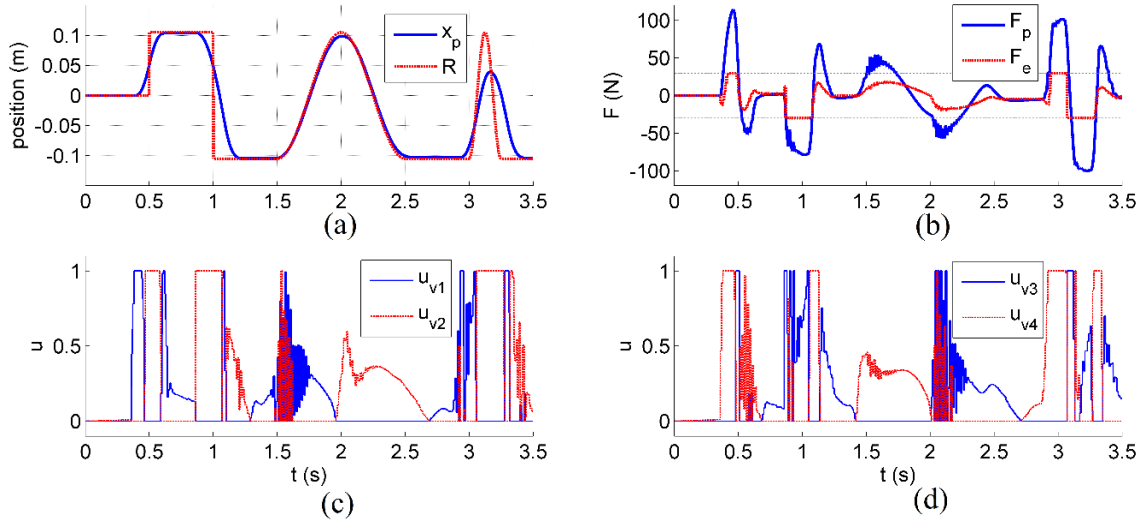 position (m)
0.1
0.05
0
-0.05
-0.1
x_p
R
0 0.5 1 1.5 2 2.5 3 3.5
(a)
F (N)
100
50
0
-50
-100
F_p
F_e
0 0.5 1 1.5 2 2.5 3 3.5
(b)
u
1
0.5
0
u_v1
u_v2
0 0.5 1 1.5 2 2.5 3 3.5
t (s)
(c)
u
1
0.5
0
u_v3
u_v4
0 0.5 1 1.5 2 2.5 3 3.5
t (s)
(d)